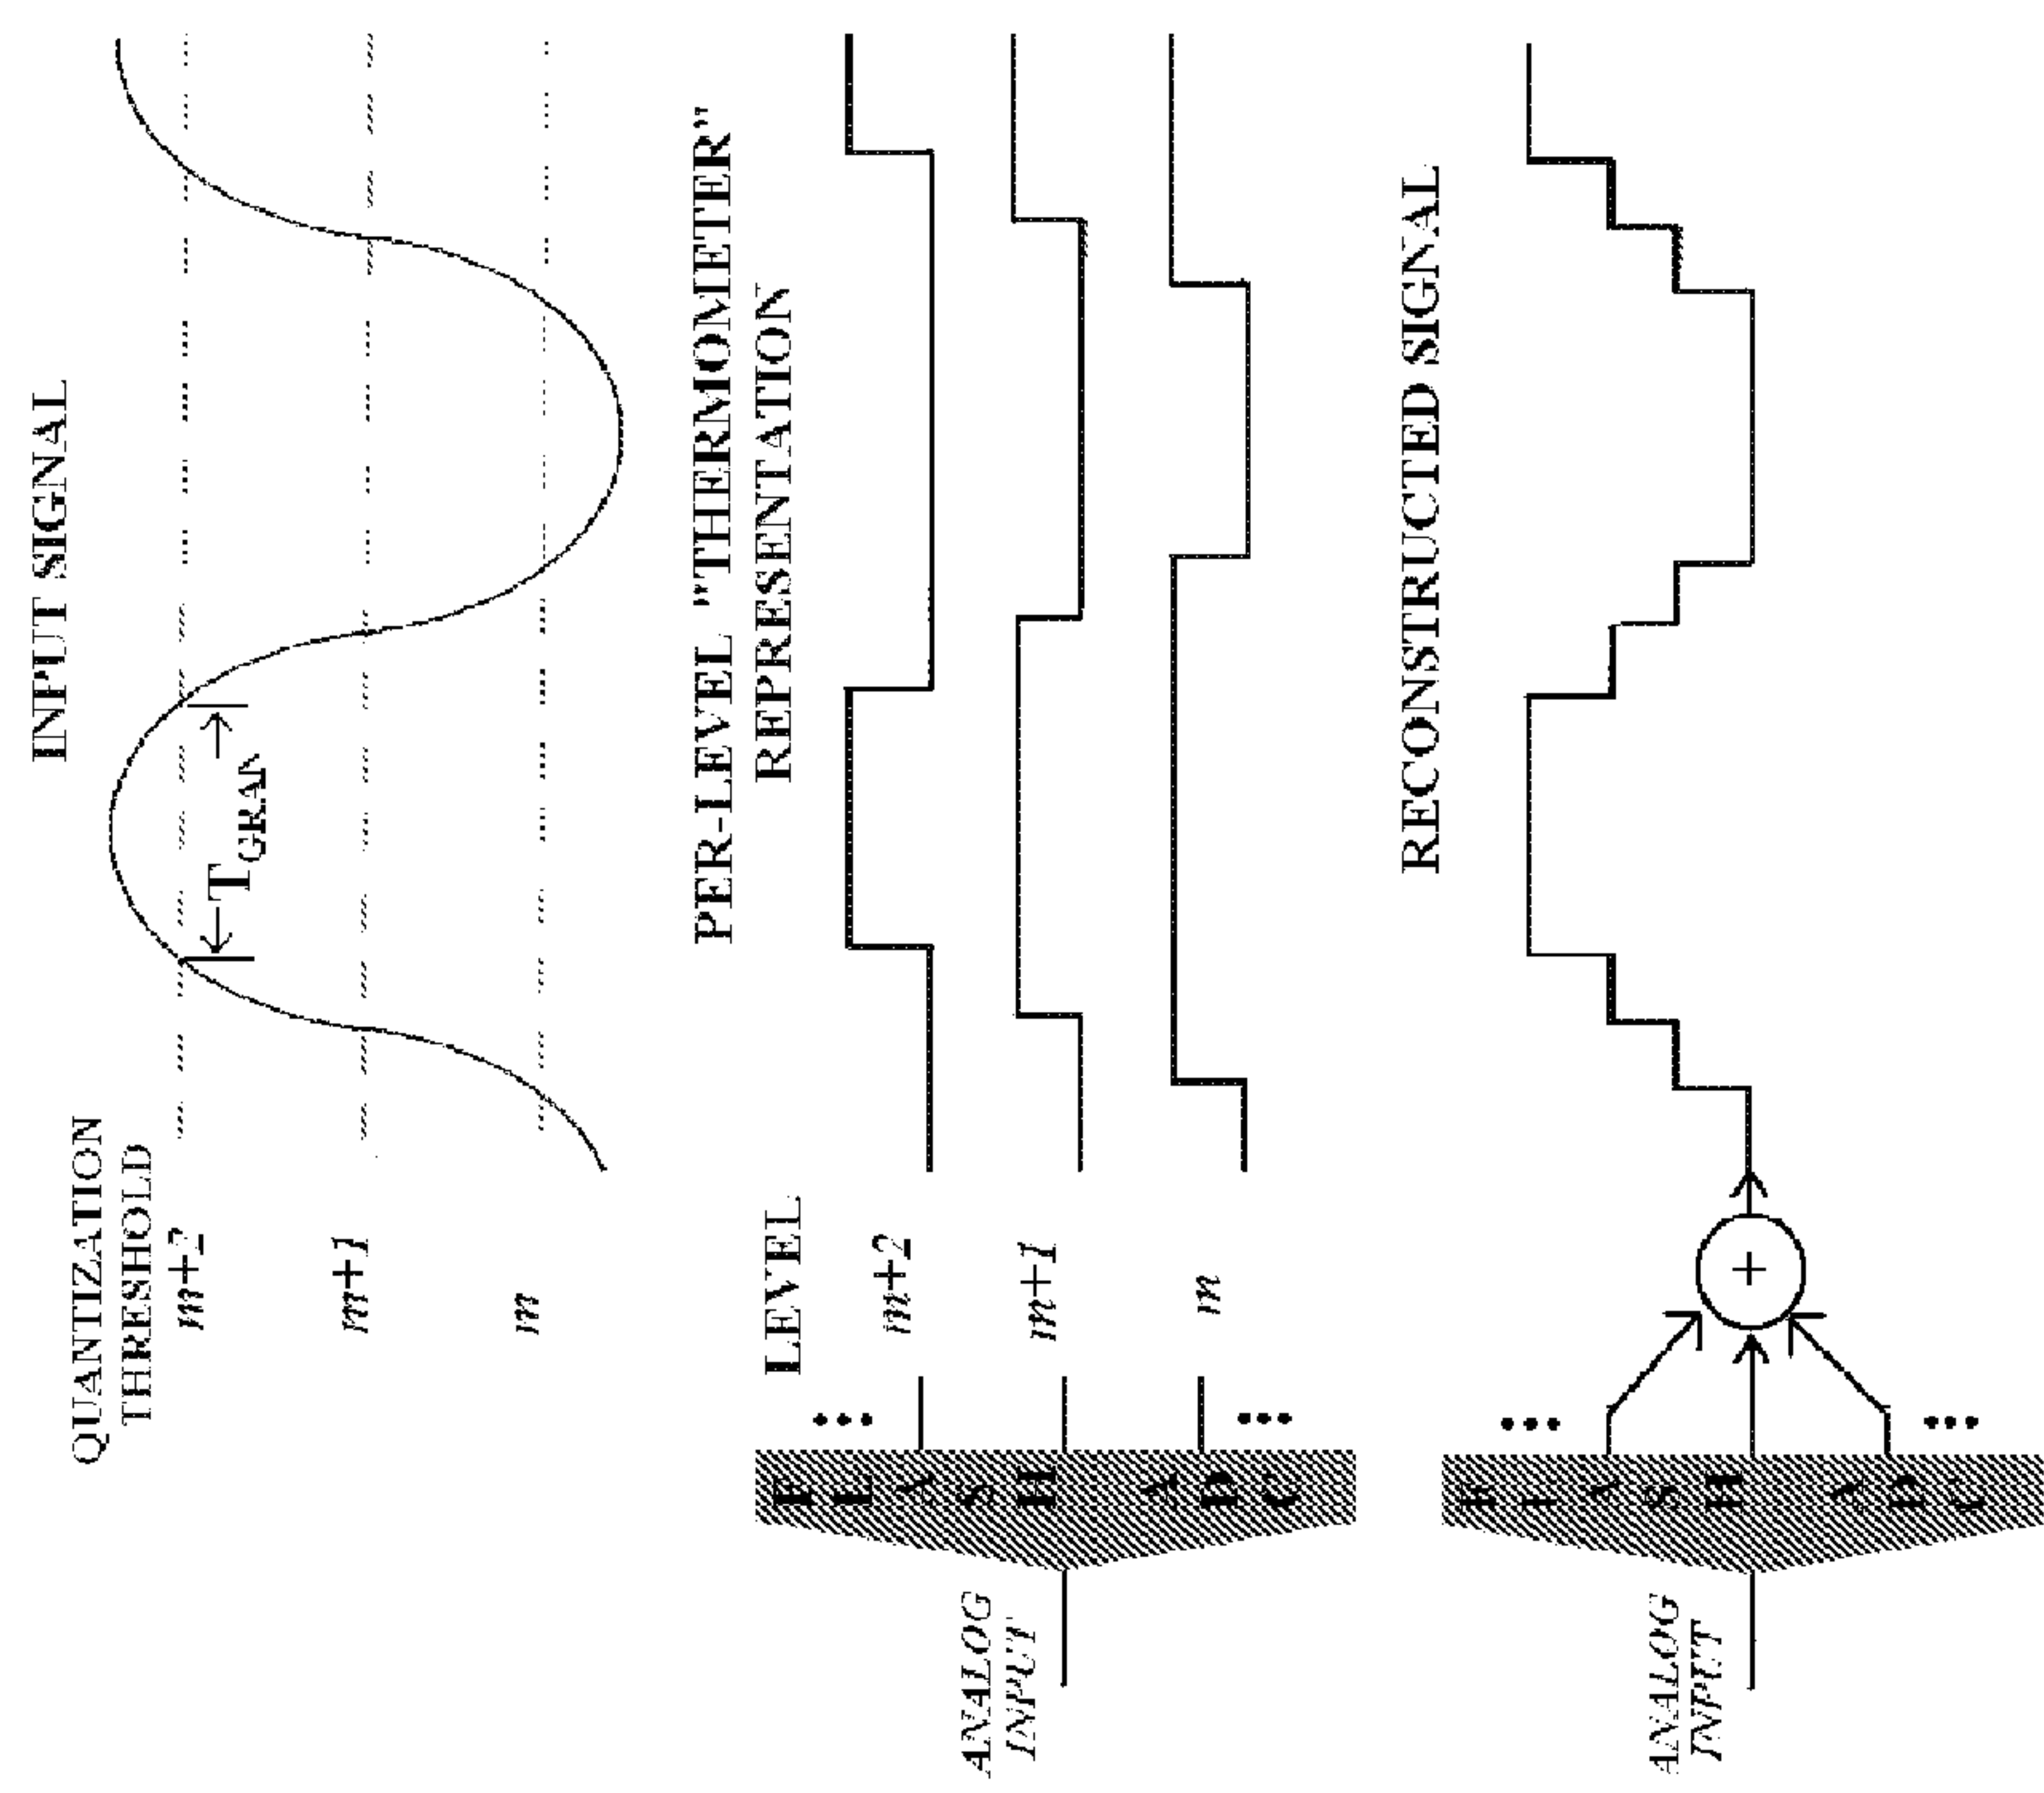 INPUT SIGNAL
QUANTIZATION
THRESHOLD
m+2
m+1
m
T GRAN
PER-LEVEL "THERMOMETER"
REPRESENTATION
LEVEL
m+2
m+1
m
FLASH ADC
ANALOG
INPUT
RECONSTRUCTED SIGNAL
+
FLASH ADC
ANALOG
INPUT